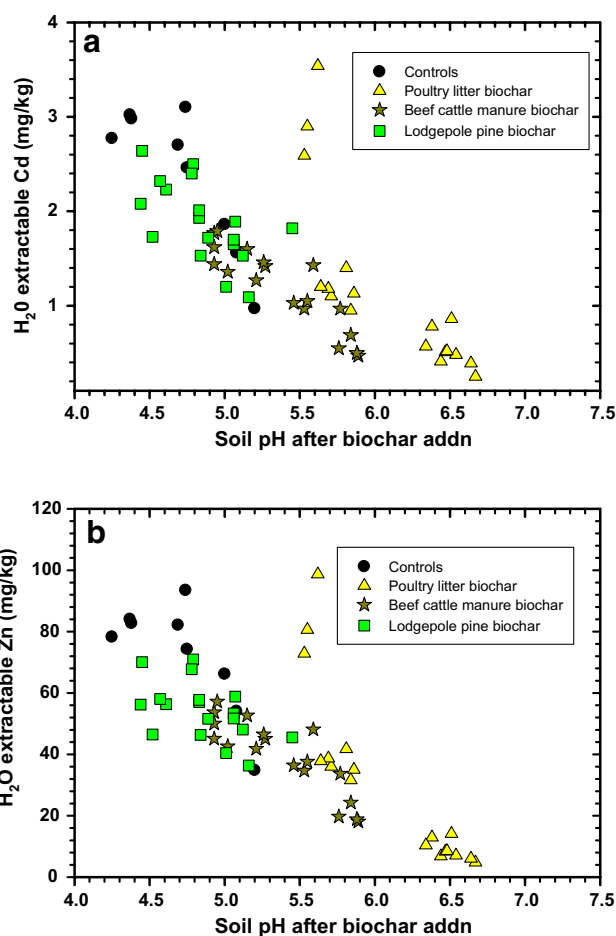 a
4
3
2
1
H20 extractable Cd (mg/kg)
Controls
Poultry litter biochar
Beef cattle manure biochar
Lodgepole pine biochar
4.0 4.5 5.0 5.5 6.0 6.5 7.0 7.5
Soil pH after biochar addn
b
120
100
80
60
40
20
0
H2O extractable Zn (mg/kg)
Controls
Poultry litter biochar
Beef cattle manure biochar
Lodgepole pine biochar
4.0 4.5 5.0 5.5 6.0 6.5 7.0 7.5
Soil pH after biochar addn